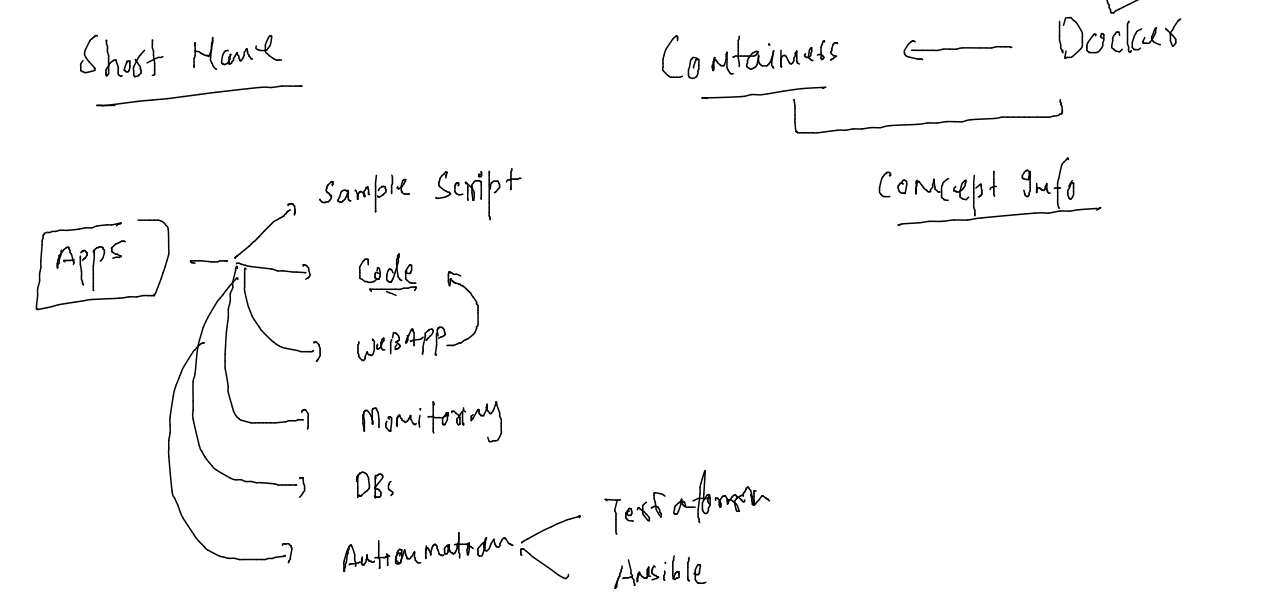 Short Name
Containers ← Docker
Concept Info
Apps
Sample Script
Code
WebApp
Monitoring
DBs
Automation
Terraform
Ansible